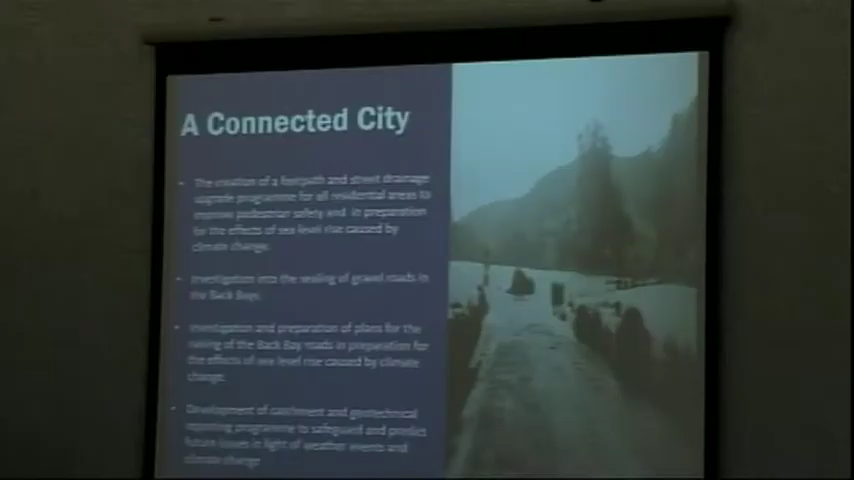 A Connected City
The creation of a footpath and street drainage
upgrade programme for all residential areas to
improve pedestrian safety and in preparation
for the effects of sea level rise caused by
climate change.
Investigation into the sealing of gravel roads in
the Back Bays.
Investigation and preparation of plans for the
raising of the Back Bay roads in preparation for
the effects of sea level rise caused by climate
change.
Development of catchment and geotechnical
reporting programme to safeguard and predict
future issues in light of weather events and
climate change